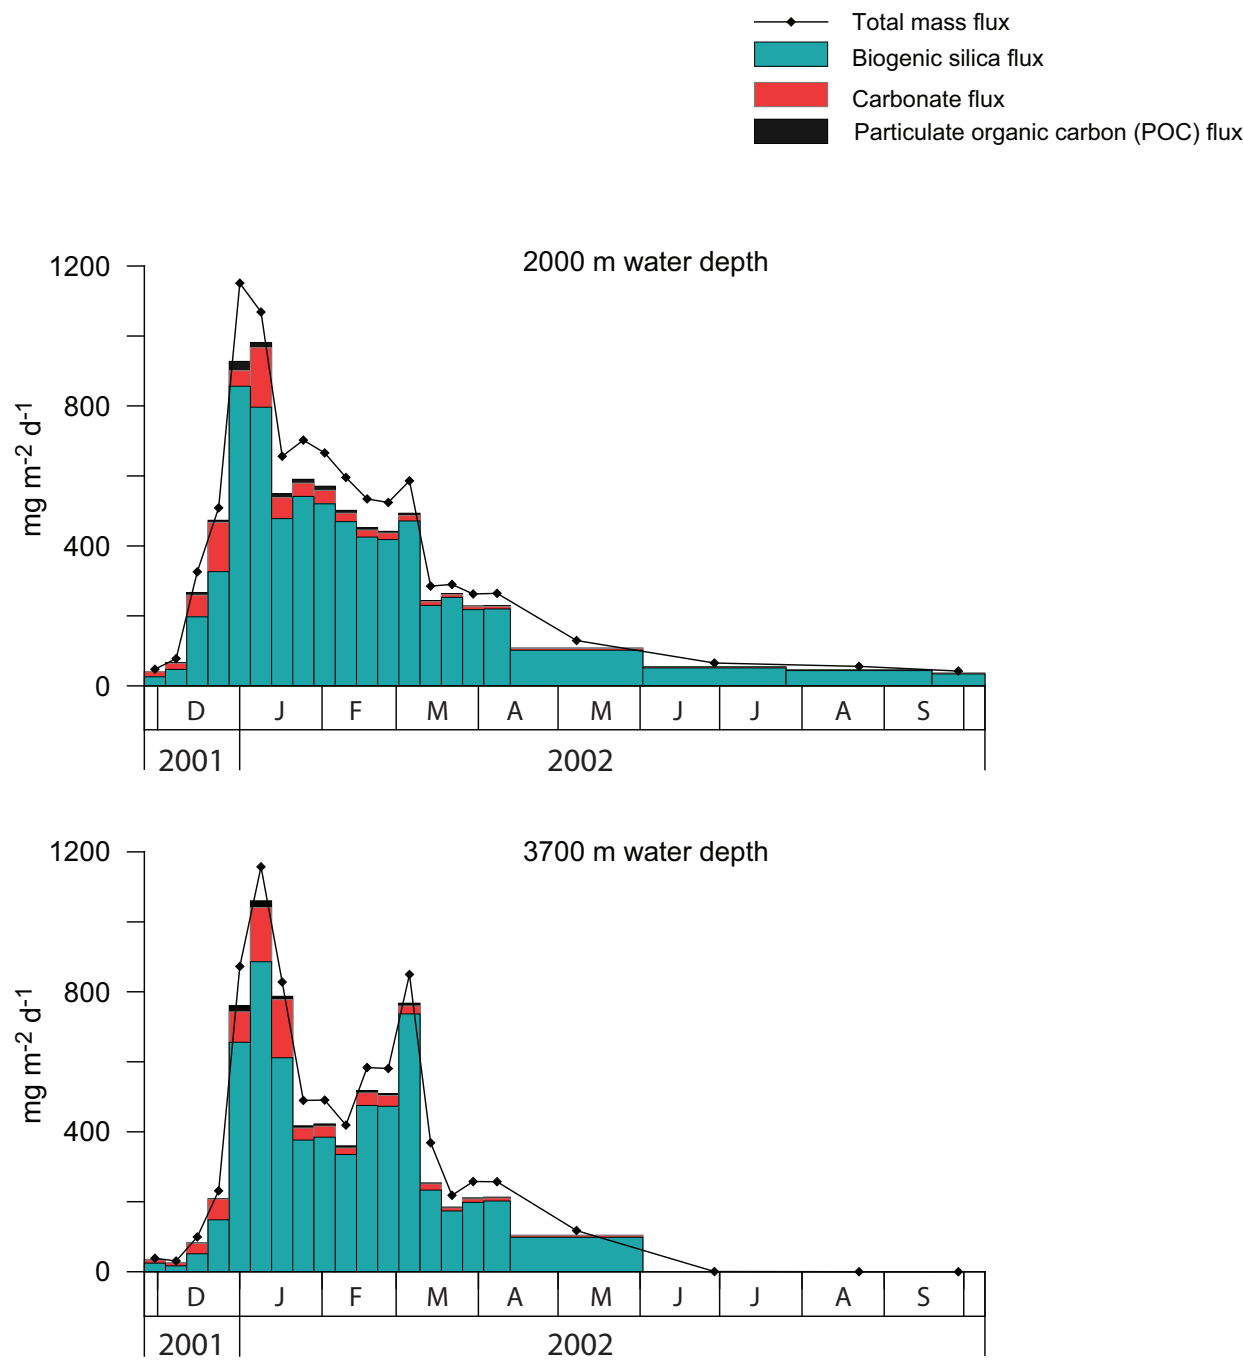 Total mass flux
Biogenic silica flux
Carbonate flux
Particulate organic carbon (POC) flux
2000 m water depth
1200
800
400
0
mg m-2 d-1
D J F M A M J J A S
2001 2002
3700 m water depth
1200
800
400
0
mg m-2 d-1
D J F M A M J J A S
2001 2002